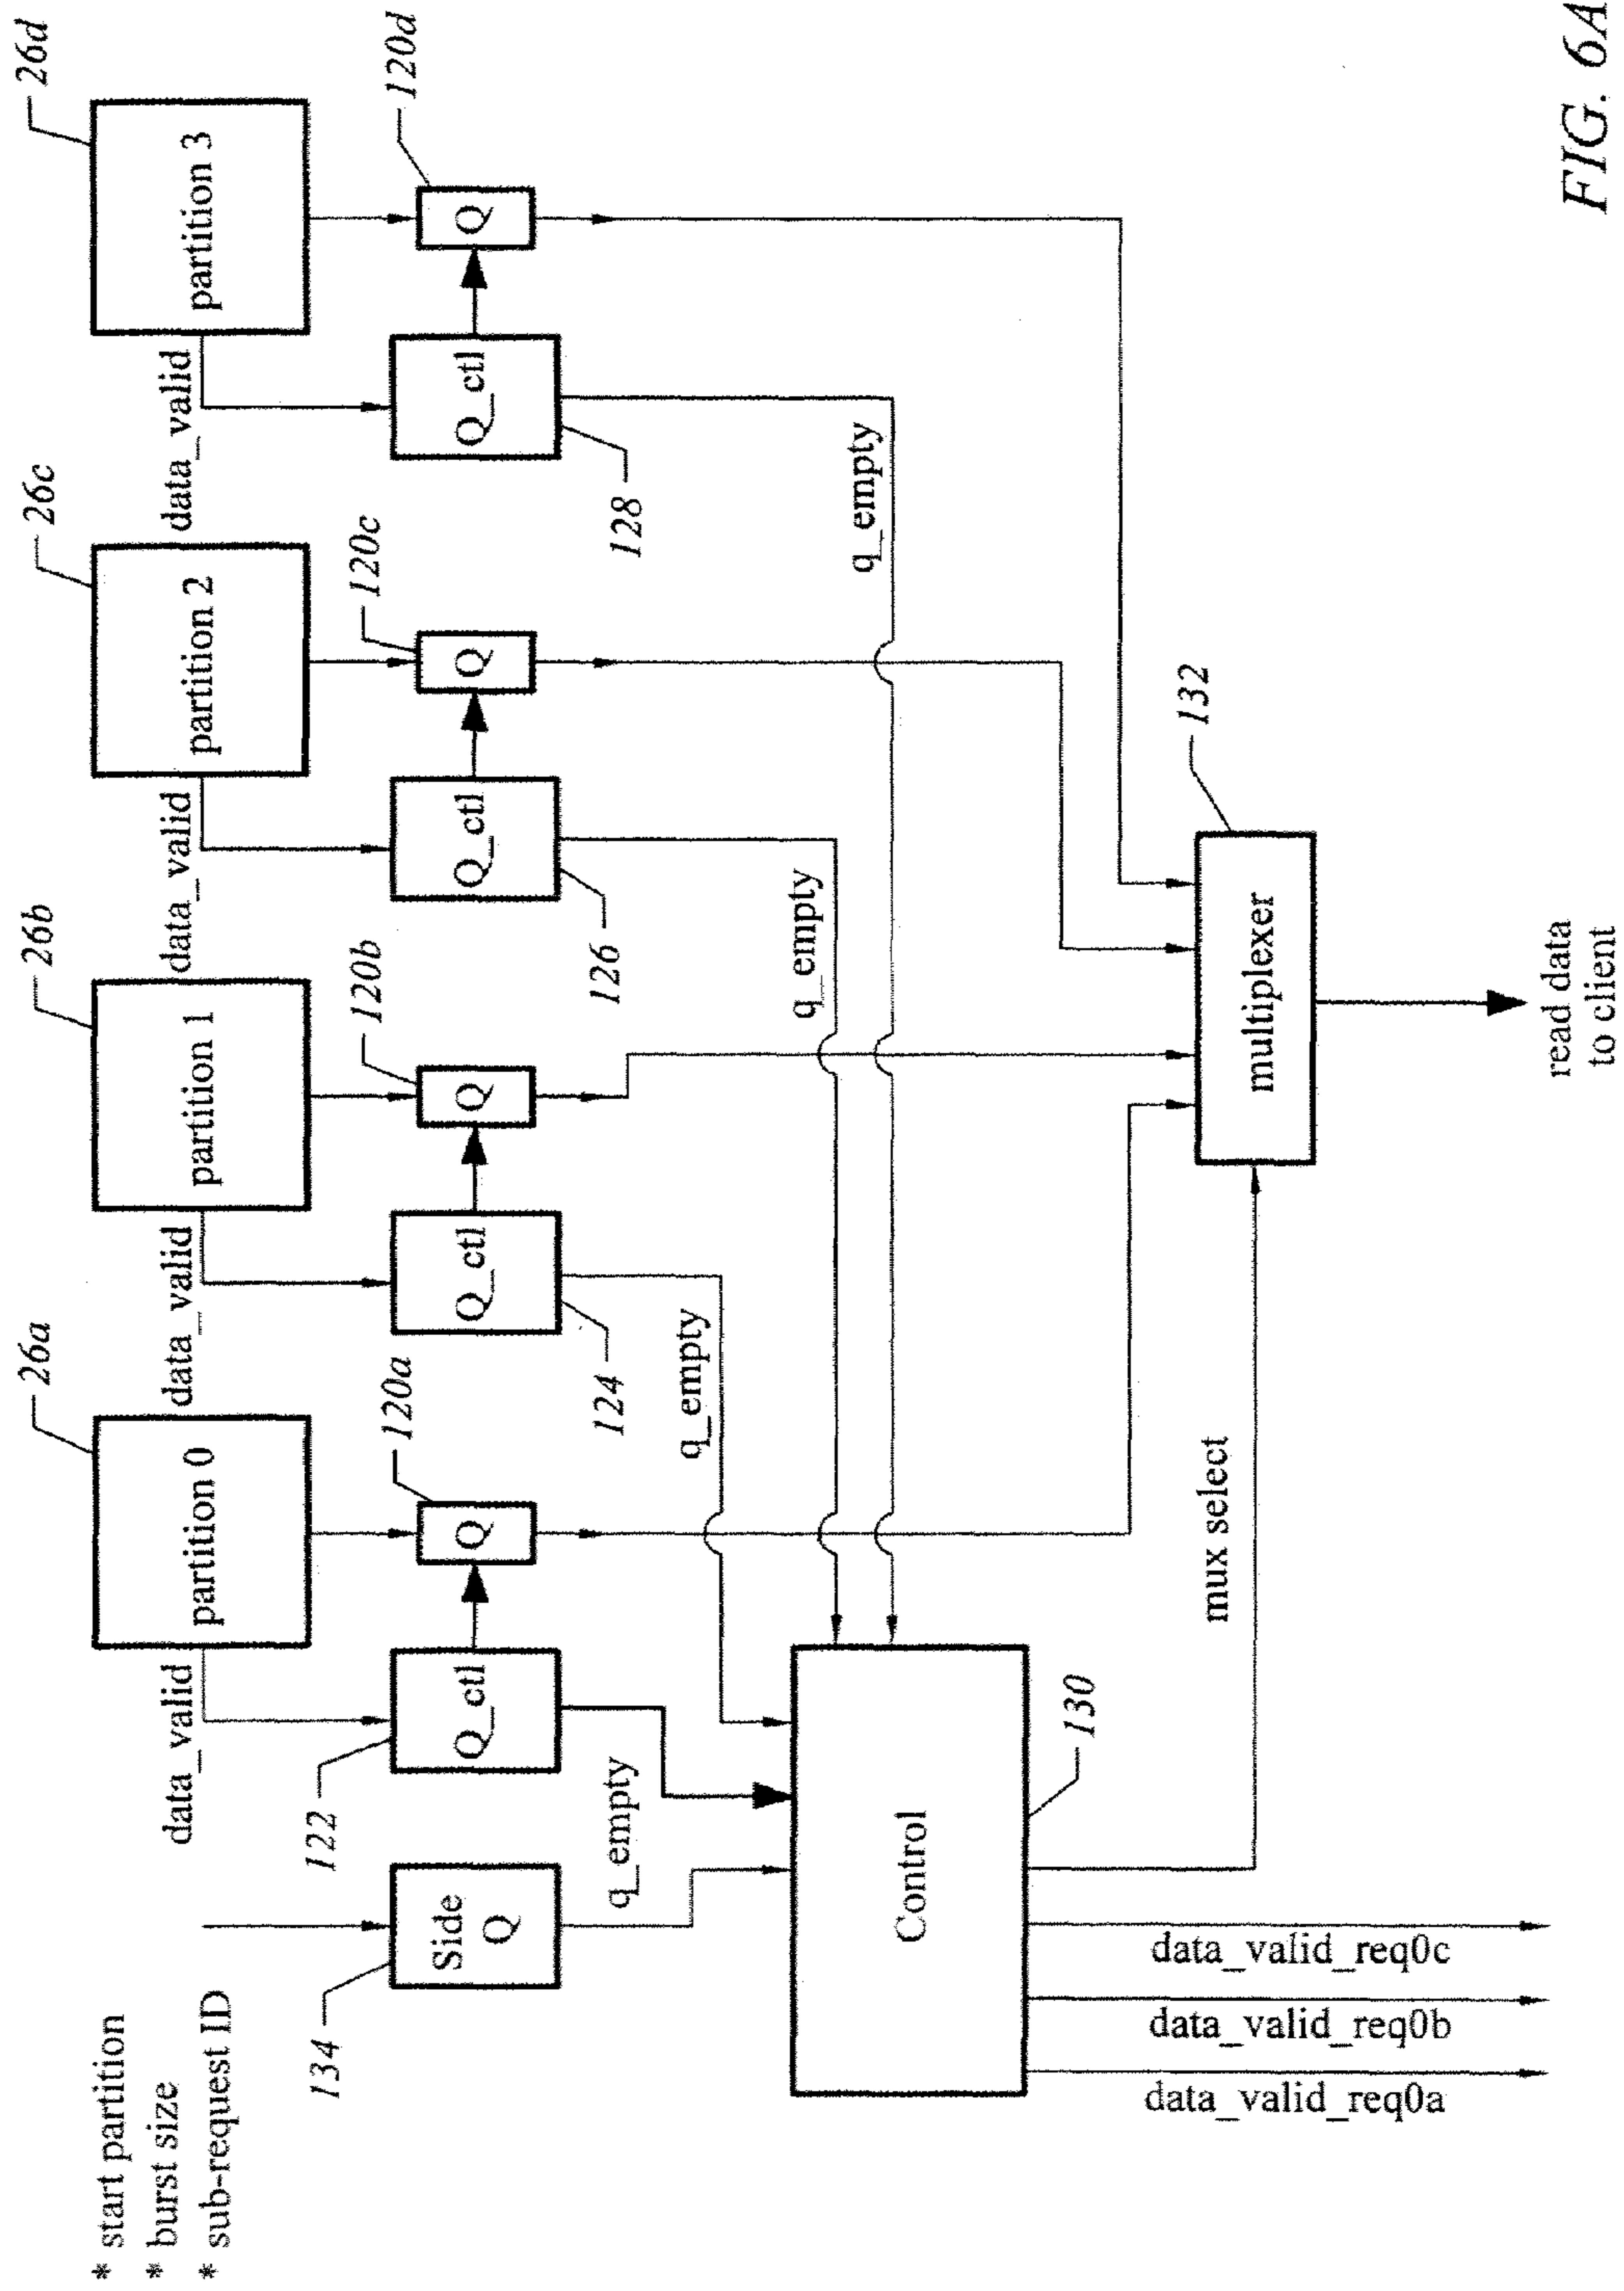 * start partition
* burst size
* sub-request ID
26a
26b
26c
26d
partition 0
partition 1
partition 2
partition 3
data_valid
data_valid
data_valid
data_valid
120a
120b
120c
120d
134
Side
Q
122
Q_ctl
Q
Q_ctl
Q
Q_ctl
Q
Q_ctl
Q
124
126
128
q_empty
q_empty
q_empty
q_empty
Control
130
132
multiplexer
mux select
data_valid_req0a
data_valid_req0b
data_valid_req0c
read data
to client
FIG. 6A